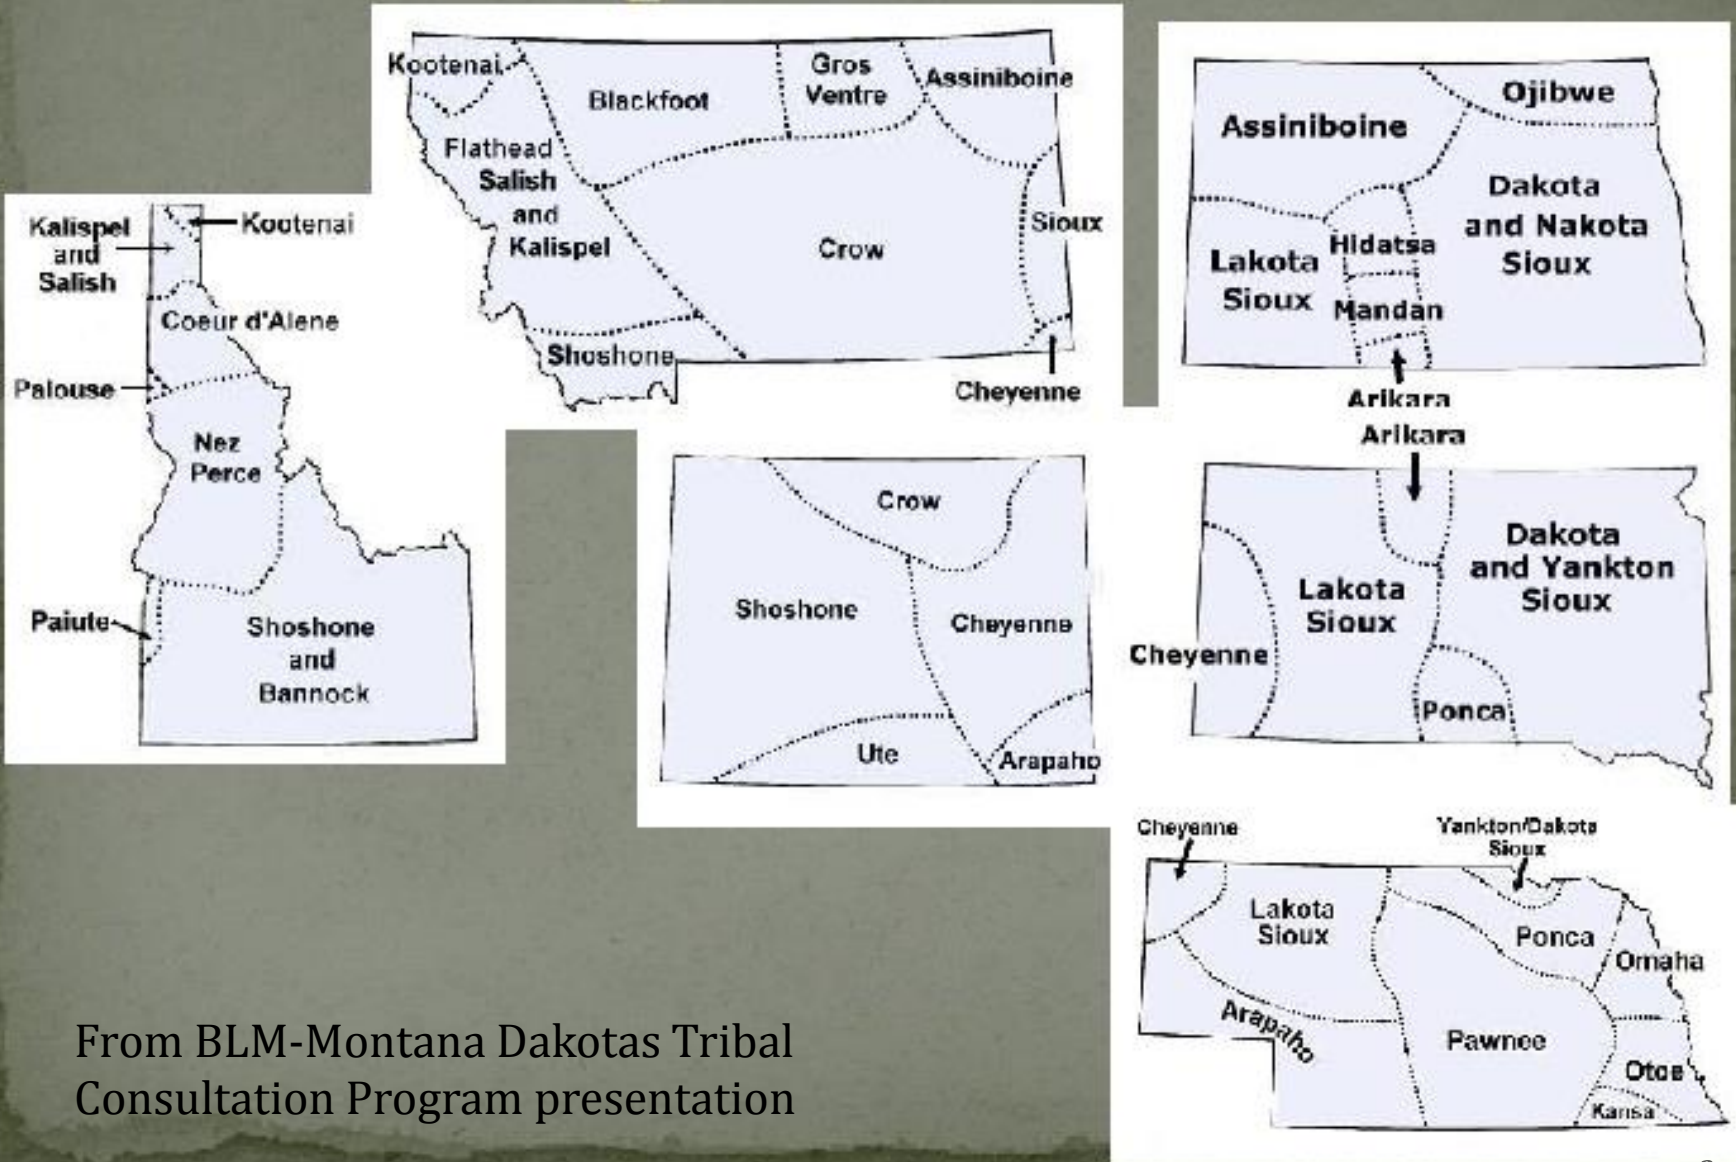 Kootenai
Blackfoot
Gros
Ventre
Assiniboine
Flathead
Salish
and
Kalispel
Crow
Sioux
Shoshone
Cheyenne
Assiniboine
Ojibwe
Dakota
and Nakota
Sioux
Lakota
Sioux
Hidatsa
Mandan
Arikara
Kalispel
and
Salish
Kootenai
Coeur d'Alene
Palouse
Nez
Perce
Paiute
Shoshone
and
Bannock
Crow
Shoshone
Cheyenne
Ute
Arapaho
Arikara
Dakota
and Yankton
Sioux
Lakota
Sioux
Cheyenne
Ponca
Cheyenne
Yankton/Dakota
Sioux
Lakota
Sioux
Ponca
Omaha
Arapaho
Pawnee
Otoe
Kansa
From BLM-Montana Dakotas Tribal
Consultation Program presentation